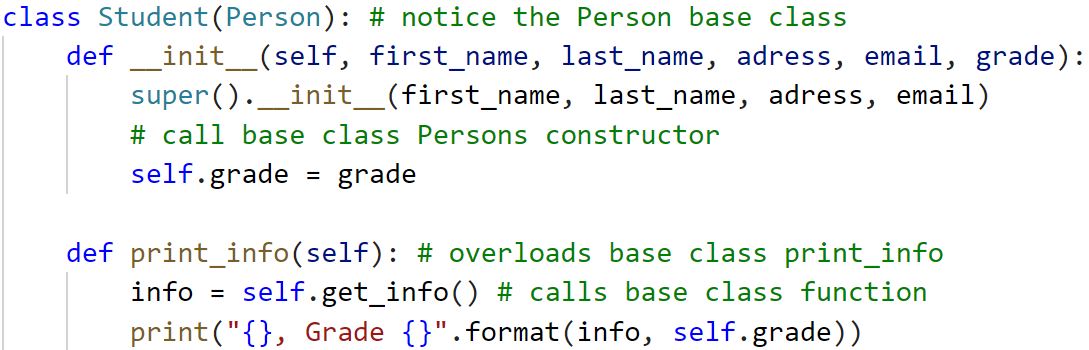 class Student(Person): # notice the Person base class
    def __init__(self, first_name, last_name, adress, email, grade):
        super().__init__(first_name, last_name, adress, email)
        # call base class Persons constructor
        self.grade = grade

    def print_info(self): # overloads base class print_info
        info = self.get_info() # calls base class function
        print("{}, Grade {}".format(info, self.grade))